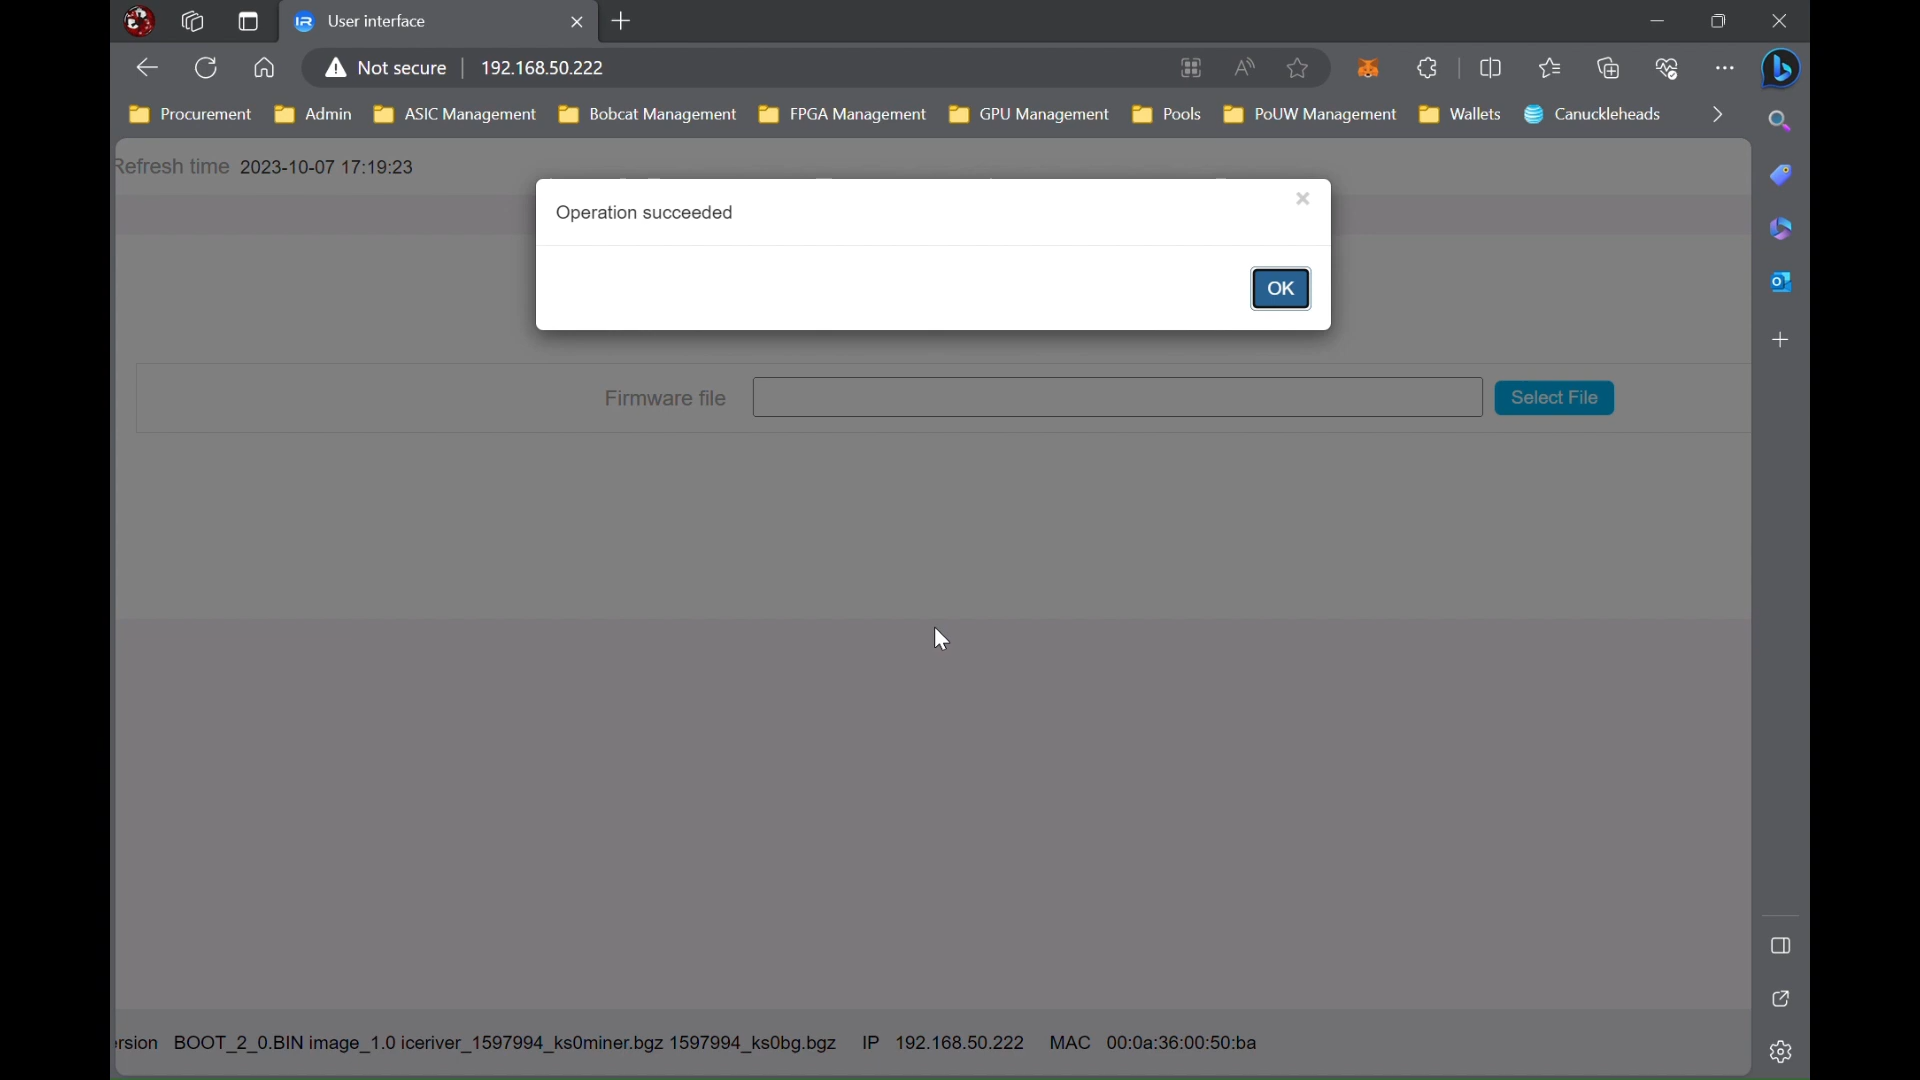 User interface
Not secure 192.168.50.222
Procurement Admin ASIC Management Bobcat Management FPGA Management GPU Management Pools PoUW Management Wallets Canuckleheads
Refresh time 2023-10-07 17:19:23
Operation succeeded
OK
Firmware file Select File
rsion BOOT_2_0.BIN image_1.0 iceriver_1597994_ks0miner.bgz 1597994_ks0bg.bgz IP 192.168.50.222 MAC 00:0a:36:00:50:ba